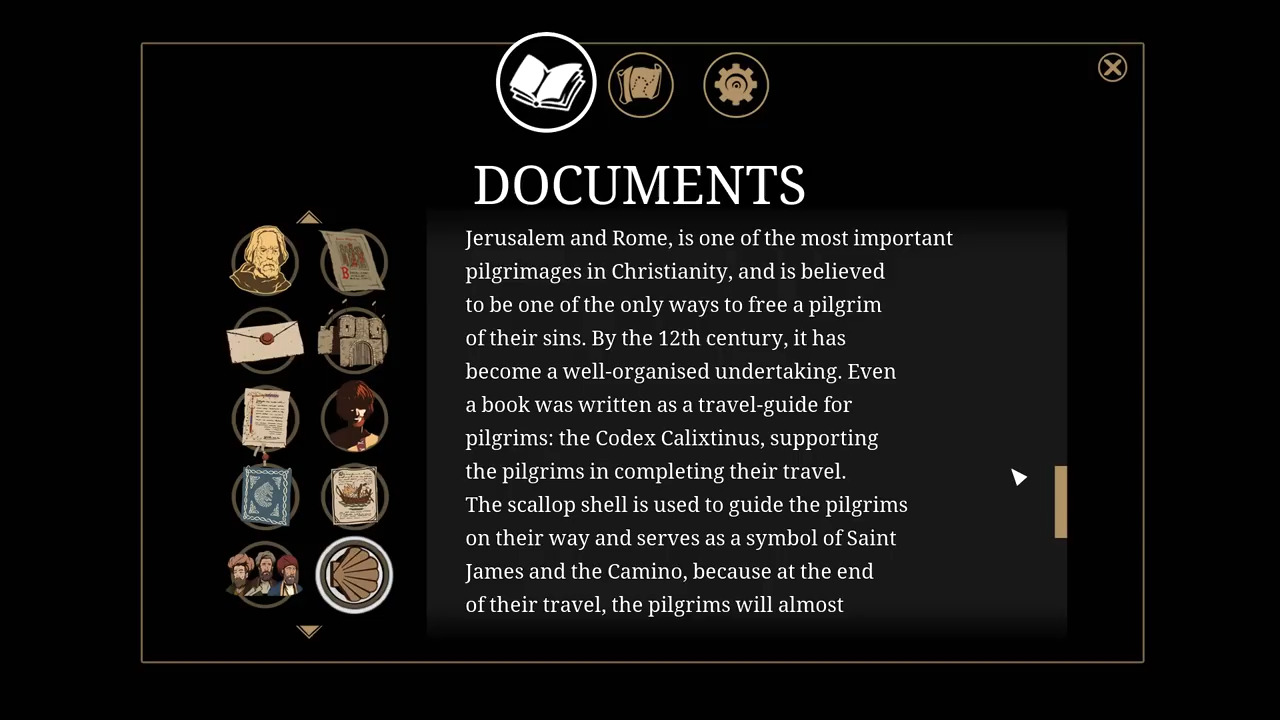 DOCUMENTS
Jerusalem and Rome, is one of the most important
pilgrimages in Christianity, and is believed
to be one of the only ways to free a pilgrim
of their sins. By the 12th century, it has
become a well-organised undertaking. Even
a book was written as a travel-guide for
pilgrims: the Codex Calixtinus, supporting
the pilgrims in completing their travel.
The scallop shell is used to guide the pilgrims
on their way and serves as a symbol of Saint
James and the Camino, because at the end
of their travel, the pilgrims will almost